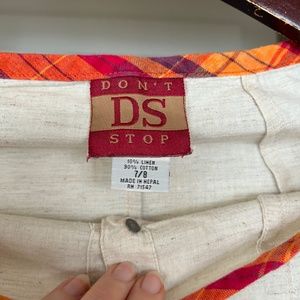 DON'T
DS
STOP
10% LINEN
90% COTTON
7/8
MADE IN NEPAL
RN 71547